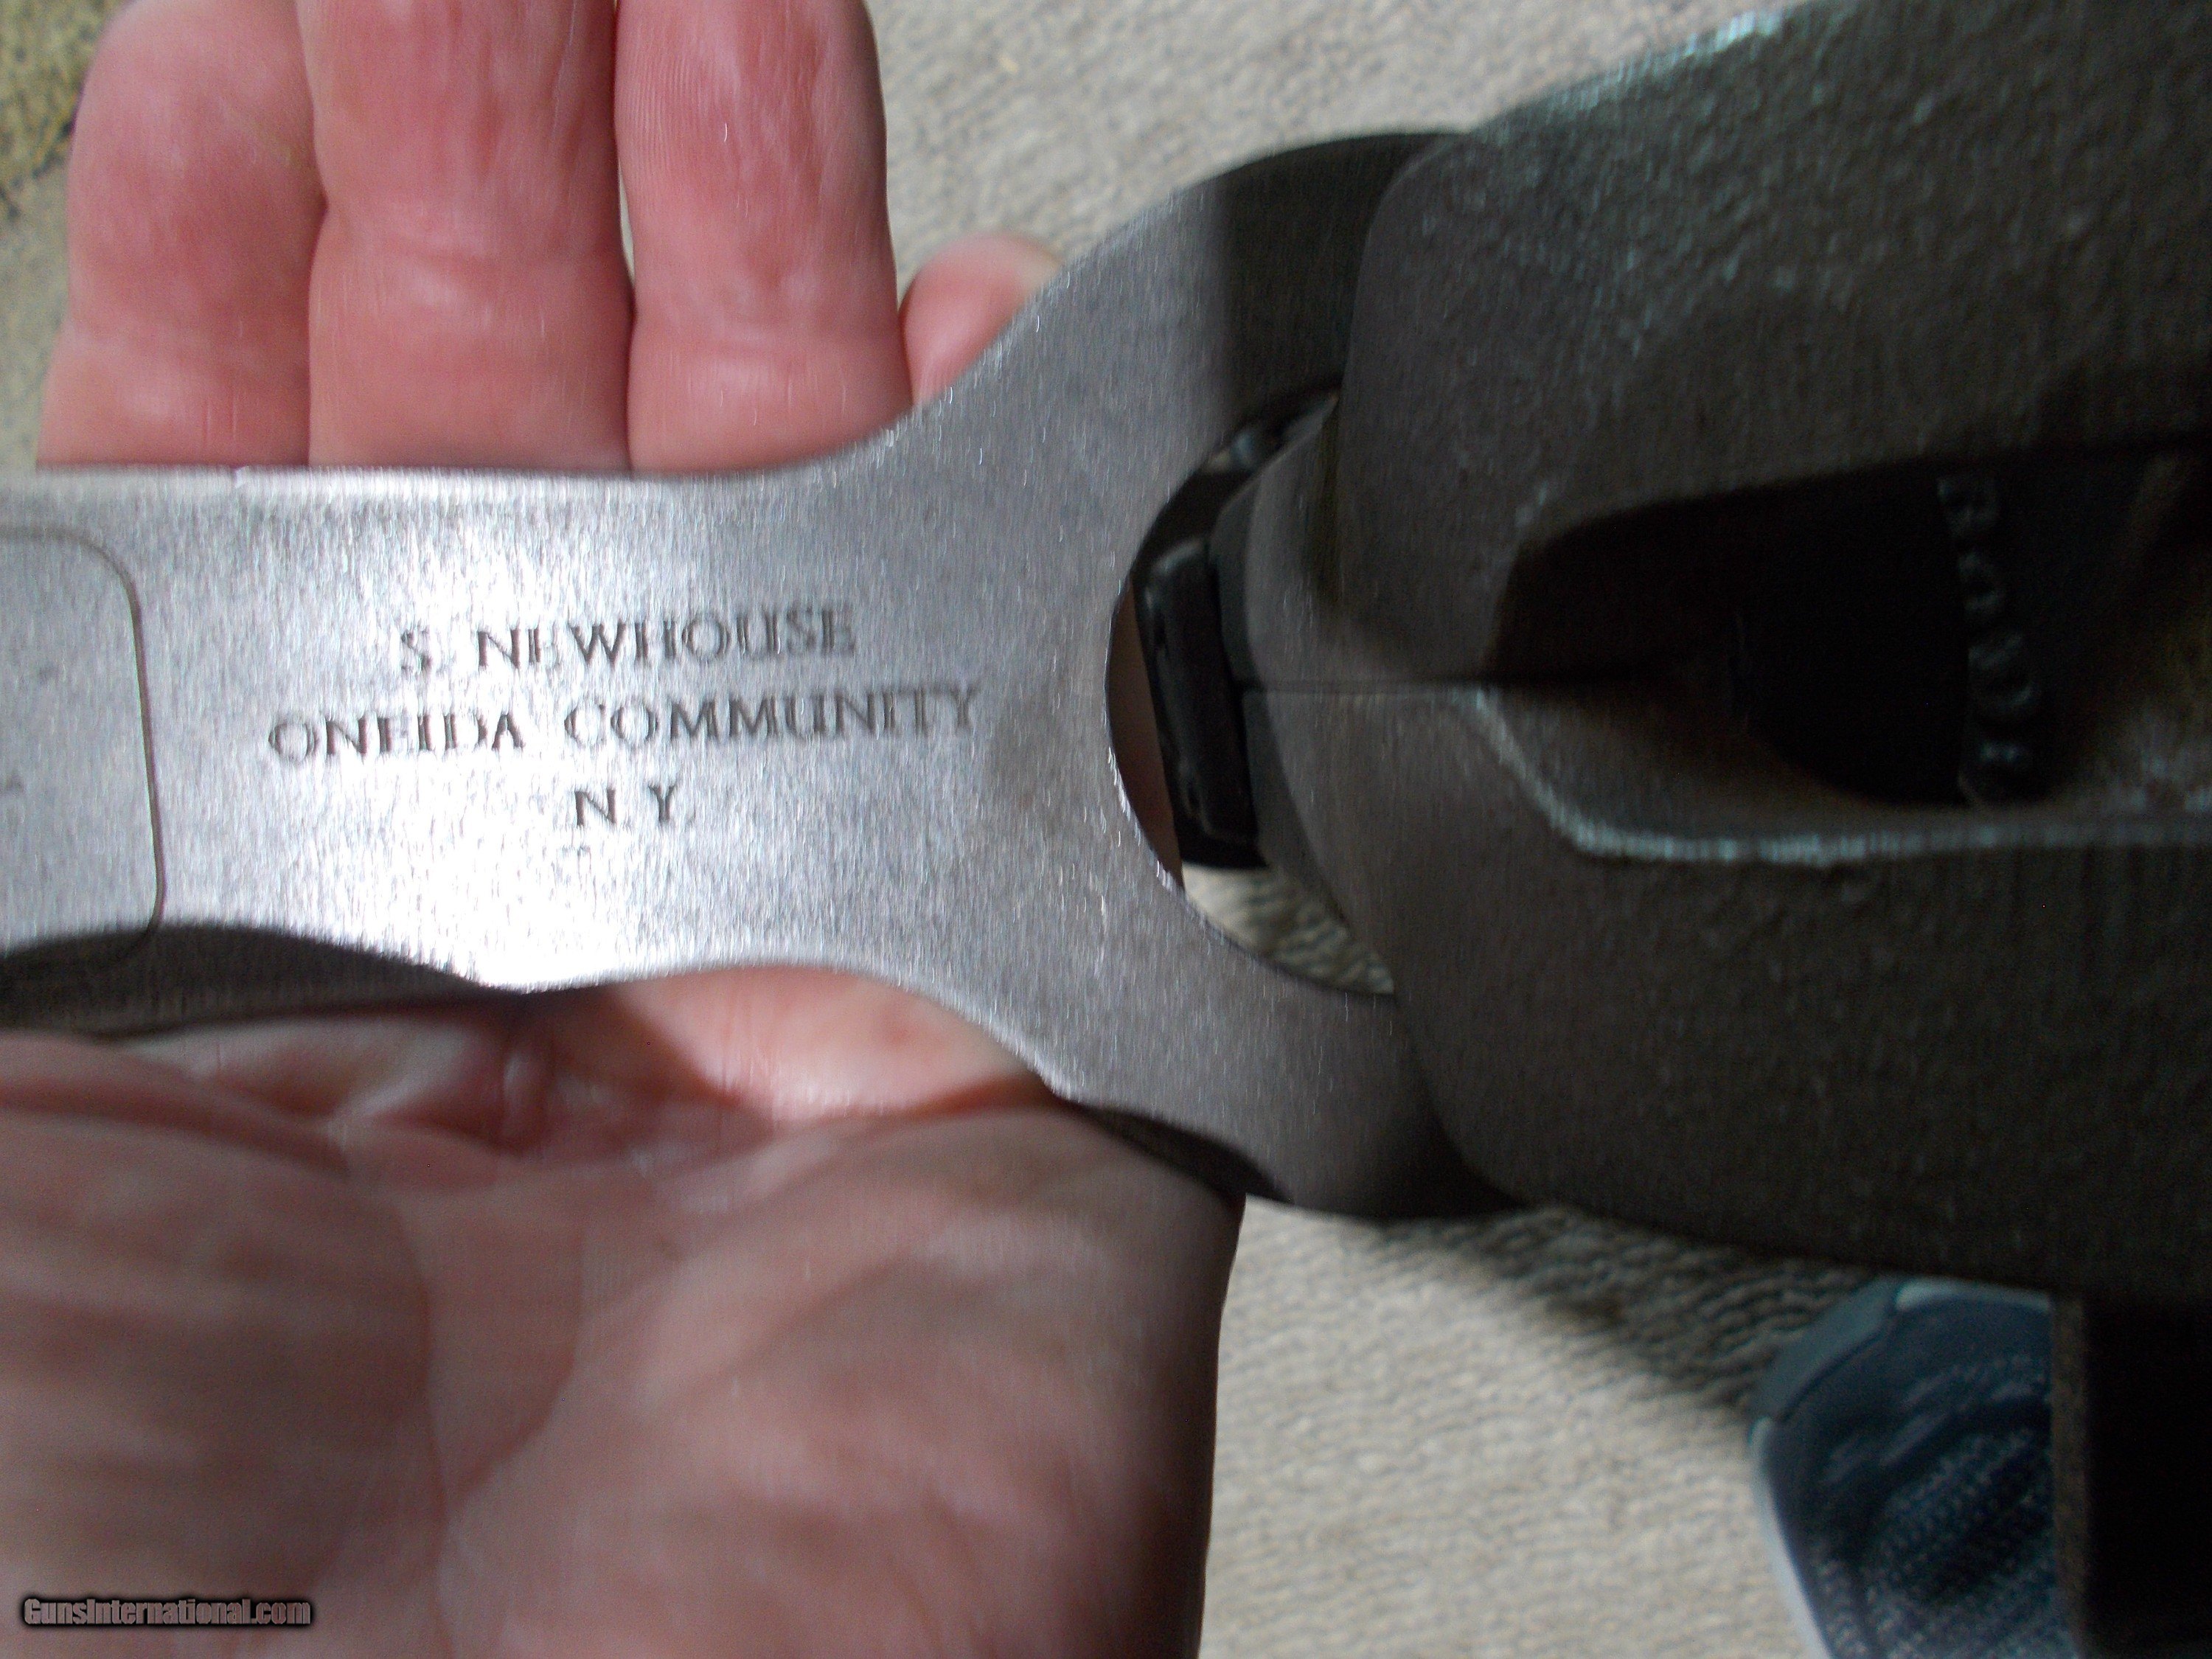 S. NEWHOUSE
ONEIDA COMMUNITY
N.Y.
GunsInternational.com